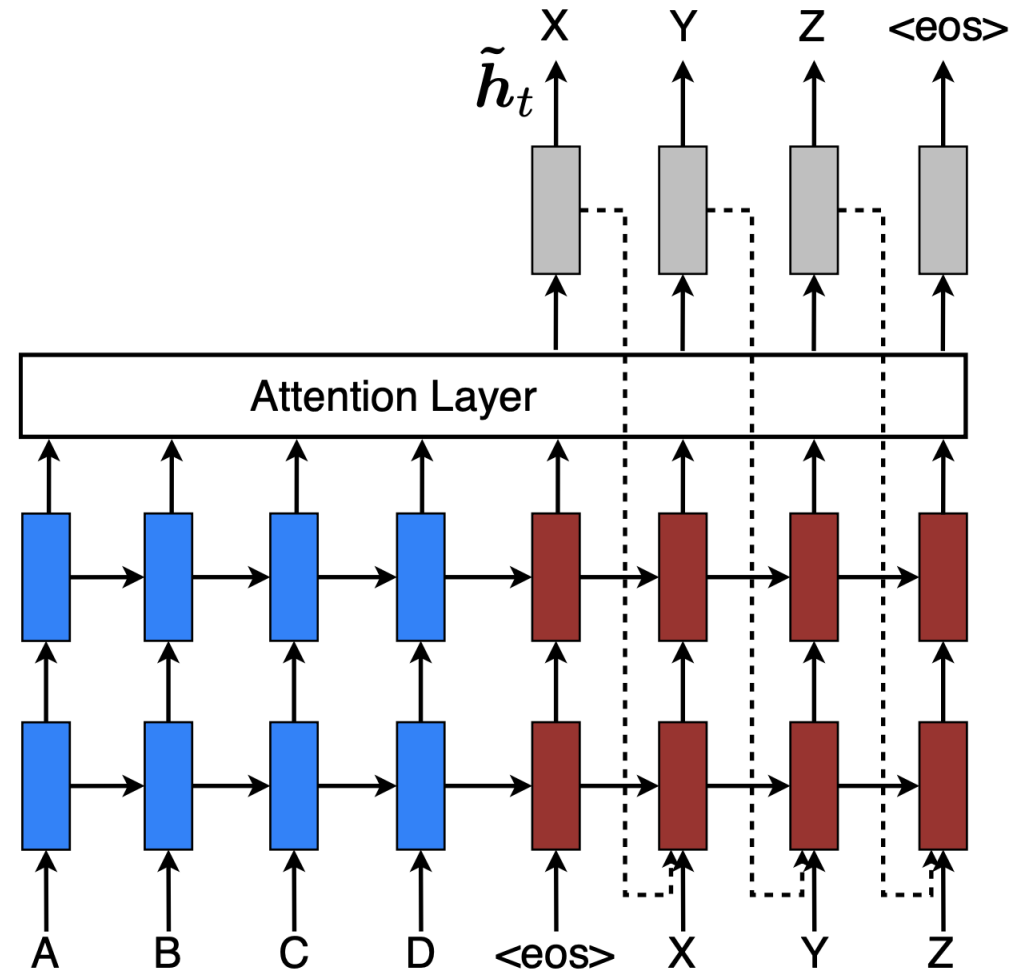 X Y Z <eos>
h̃ₜ
Attention Layer
A B C D <eos> X Y Z